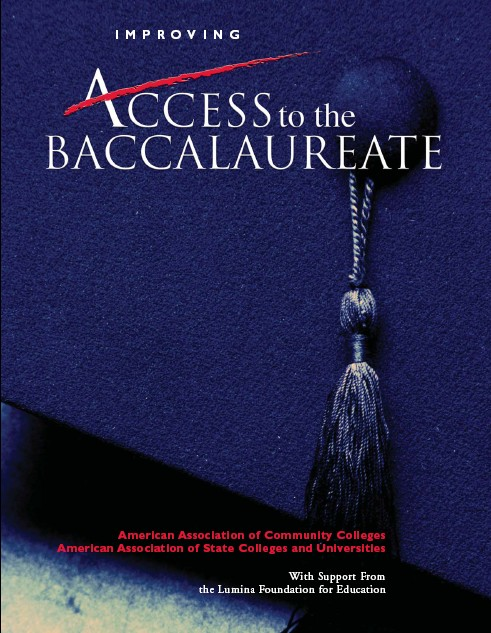 IMPROVING
ACCESS to the
BACCALAUREATE
American Association of Community Colleges
American Association of State Colleges and Universities
With Support From
the Lumina Foundation for Education